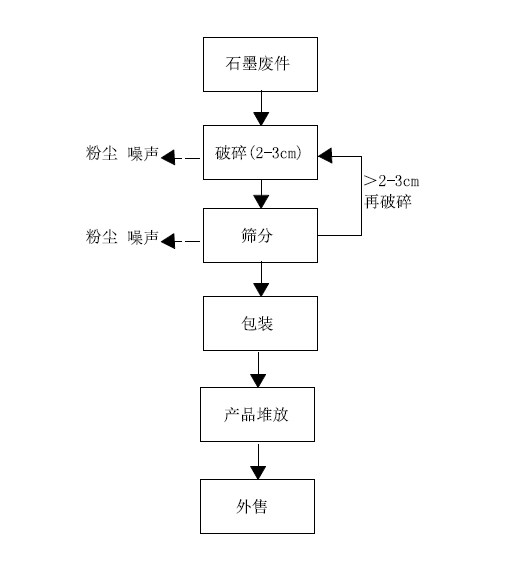 石墨废件
粉尘 噪声
破碎(2-3cm)
>2-3cm
再破碎
粉尘 噪声
筛分
包装
产品堆放
外售